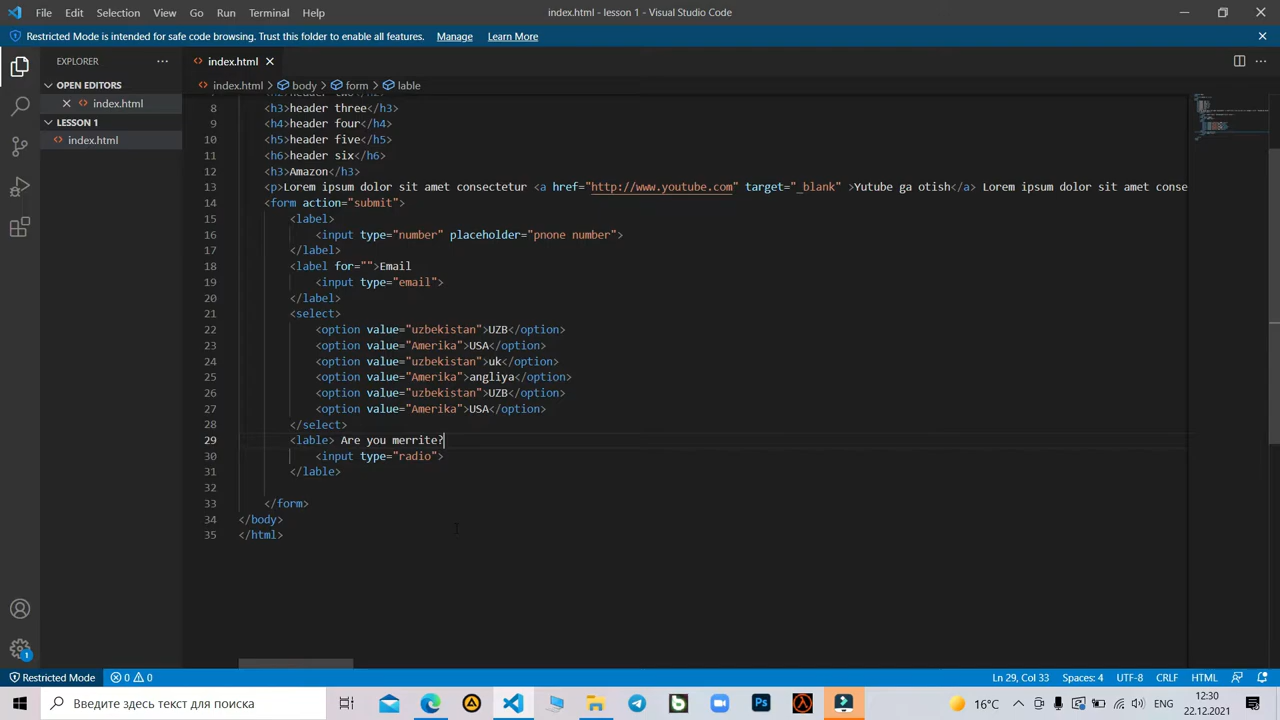 File Edit Selection View Go Run Terminal Help
index.html - lesson 1 - Visual Studio Code
Restricted Mode is intended for safe code browsing. Trust this folder to enable all features. Manage Learn More
EXPLORER
OPEN EDITORS
index.html
LESSON 1
index.html
index.html
index.html > body > form > lable
8 <h3>header three</h3>
9 <h4>header four</h4>
10 <h5>header five</h5>
11 <h6>header six</h6>
12 <h3>Amazon</h3>
13 <p>Lorem ipsum dolor sit amet consectetur <a href="http://www.youtube.com" target="_blank" >Yutube ga otish</a> Lorem ipsum dolor sit amet conse
14 <form action="submit">
15 <label>
16 <input type="number" placeholder="pnone number">
17 </label>
18 <label for="">Email
19 <input type="email">
20 </label>
21 <select>
22 <option value="uzbekistan">UZB</option>
23 <option value="Amerika">USA</option>
24 <option value="uzbekistan">uk</option>
25 <option value="Amerika">angliya</option>
26 <option value="uzbekistan">UZB</option>
27 <option value="Amerika">USA</option>
28 </select>
29 <lable> Are you merrite?
30 <input type="radio">
31 </lable>
32
33 </form>
34 </body>
35 </html>
1
Restricted Mode 0 0
Ln 29, Col 33 Spaces: 4 UTF-8 CRLF HTML
Введите здесь текст для поиска
16°C
ENG
12:30
22.12.2021